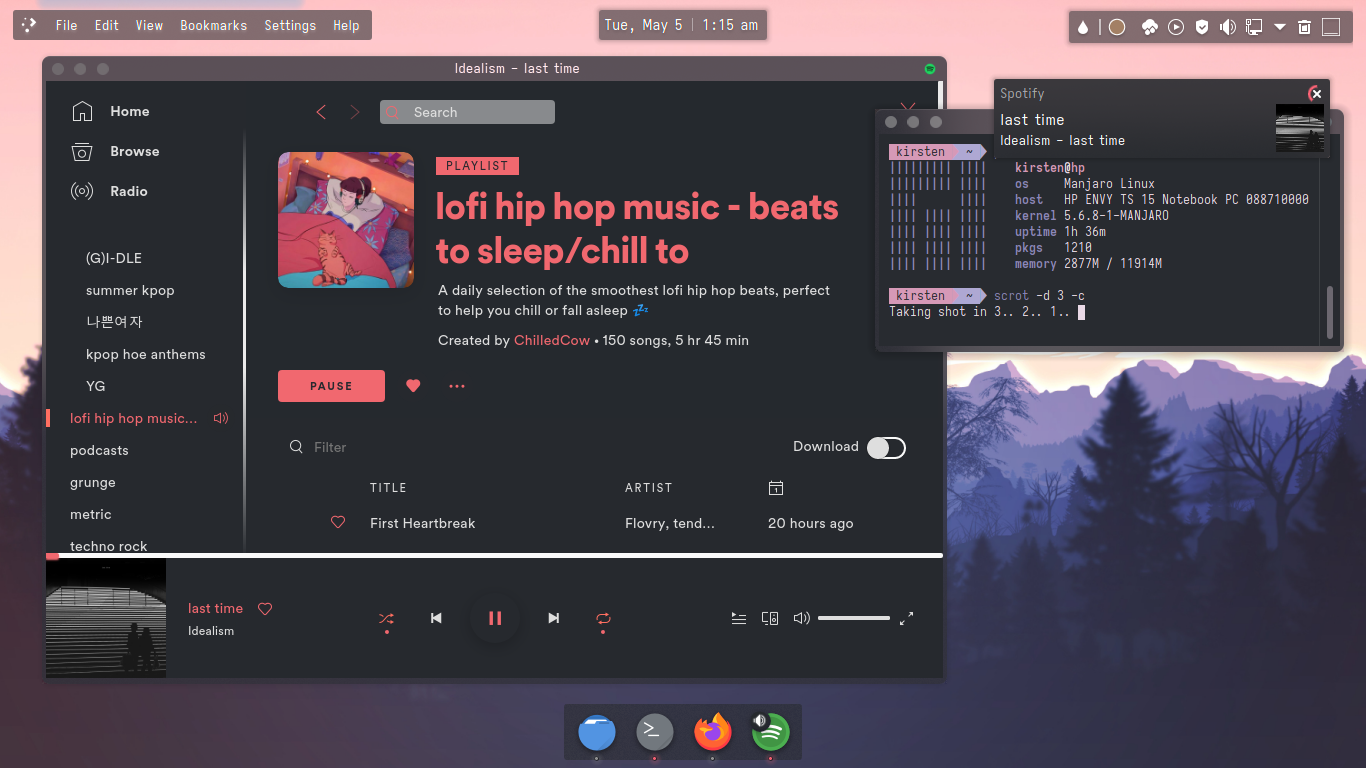 File Edit View Bookmarks Settings Help
Tue, May 5 | 1:15 am
Idealism – last time
Home
Browse
Radio
(G)I-DLE
summer kpop
나쁜여자
kpop hoe anthems
YG
lofi hip hop music...
podcasts
grunge
metric
techno rock
Search
PLAYLIST
lofi hip hop music - beats
to sleep/chill to
A daily selection of the smoothest lofi hip hop beats, perfect
to help you chill or fall asleep 💤
Created by ChilledCow • 150 songs, 5 hr 45 min
PAUSE
Filter
Download
TITLE ARTIST
First Heartbreak Flovry, tend... 20 hours ago
last time
Idealism
Spotify
last time
Idealism – last time
kirsten ~
kirsten@hp
os Manjaro Linux
host HP ENVY TS 15 Notebook PC 088710000
kernel 5.6.8-1-MANJARO
uptime 1h 36m
pkgs 1210
memory 2877M / 11914M
kirsten ~ scrot -d 3 -c
Taking shot in 3.. 2.. 1..